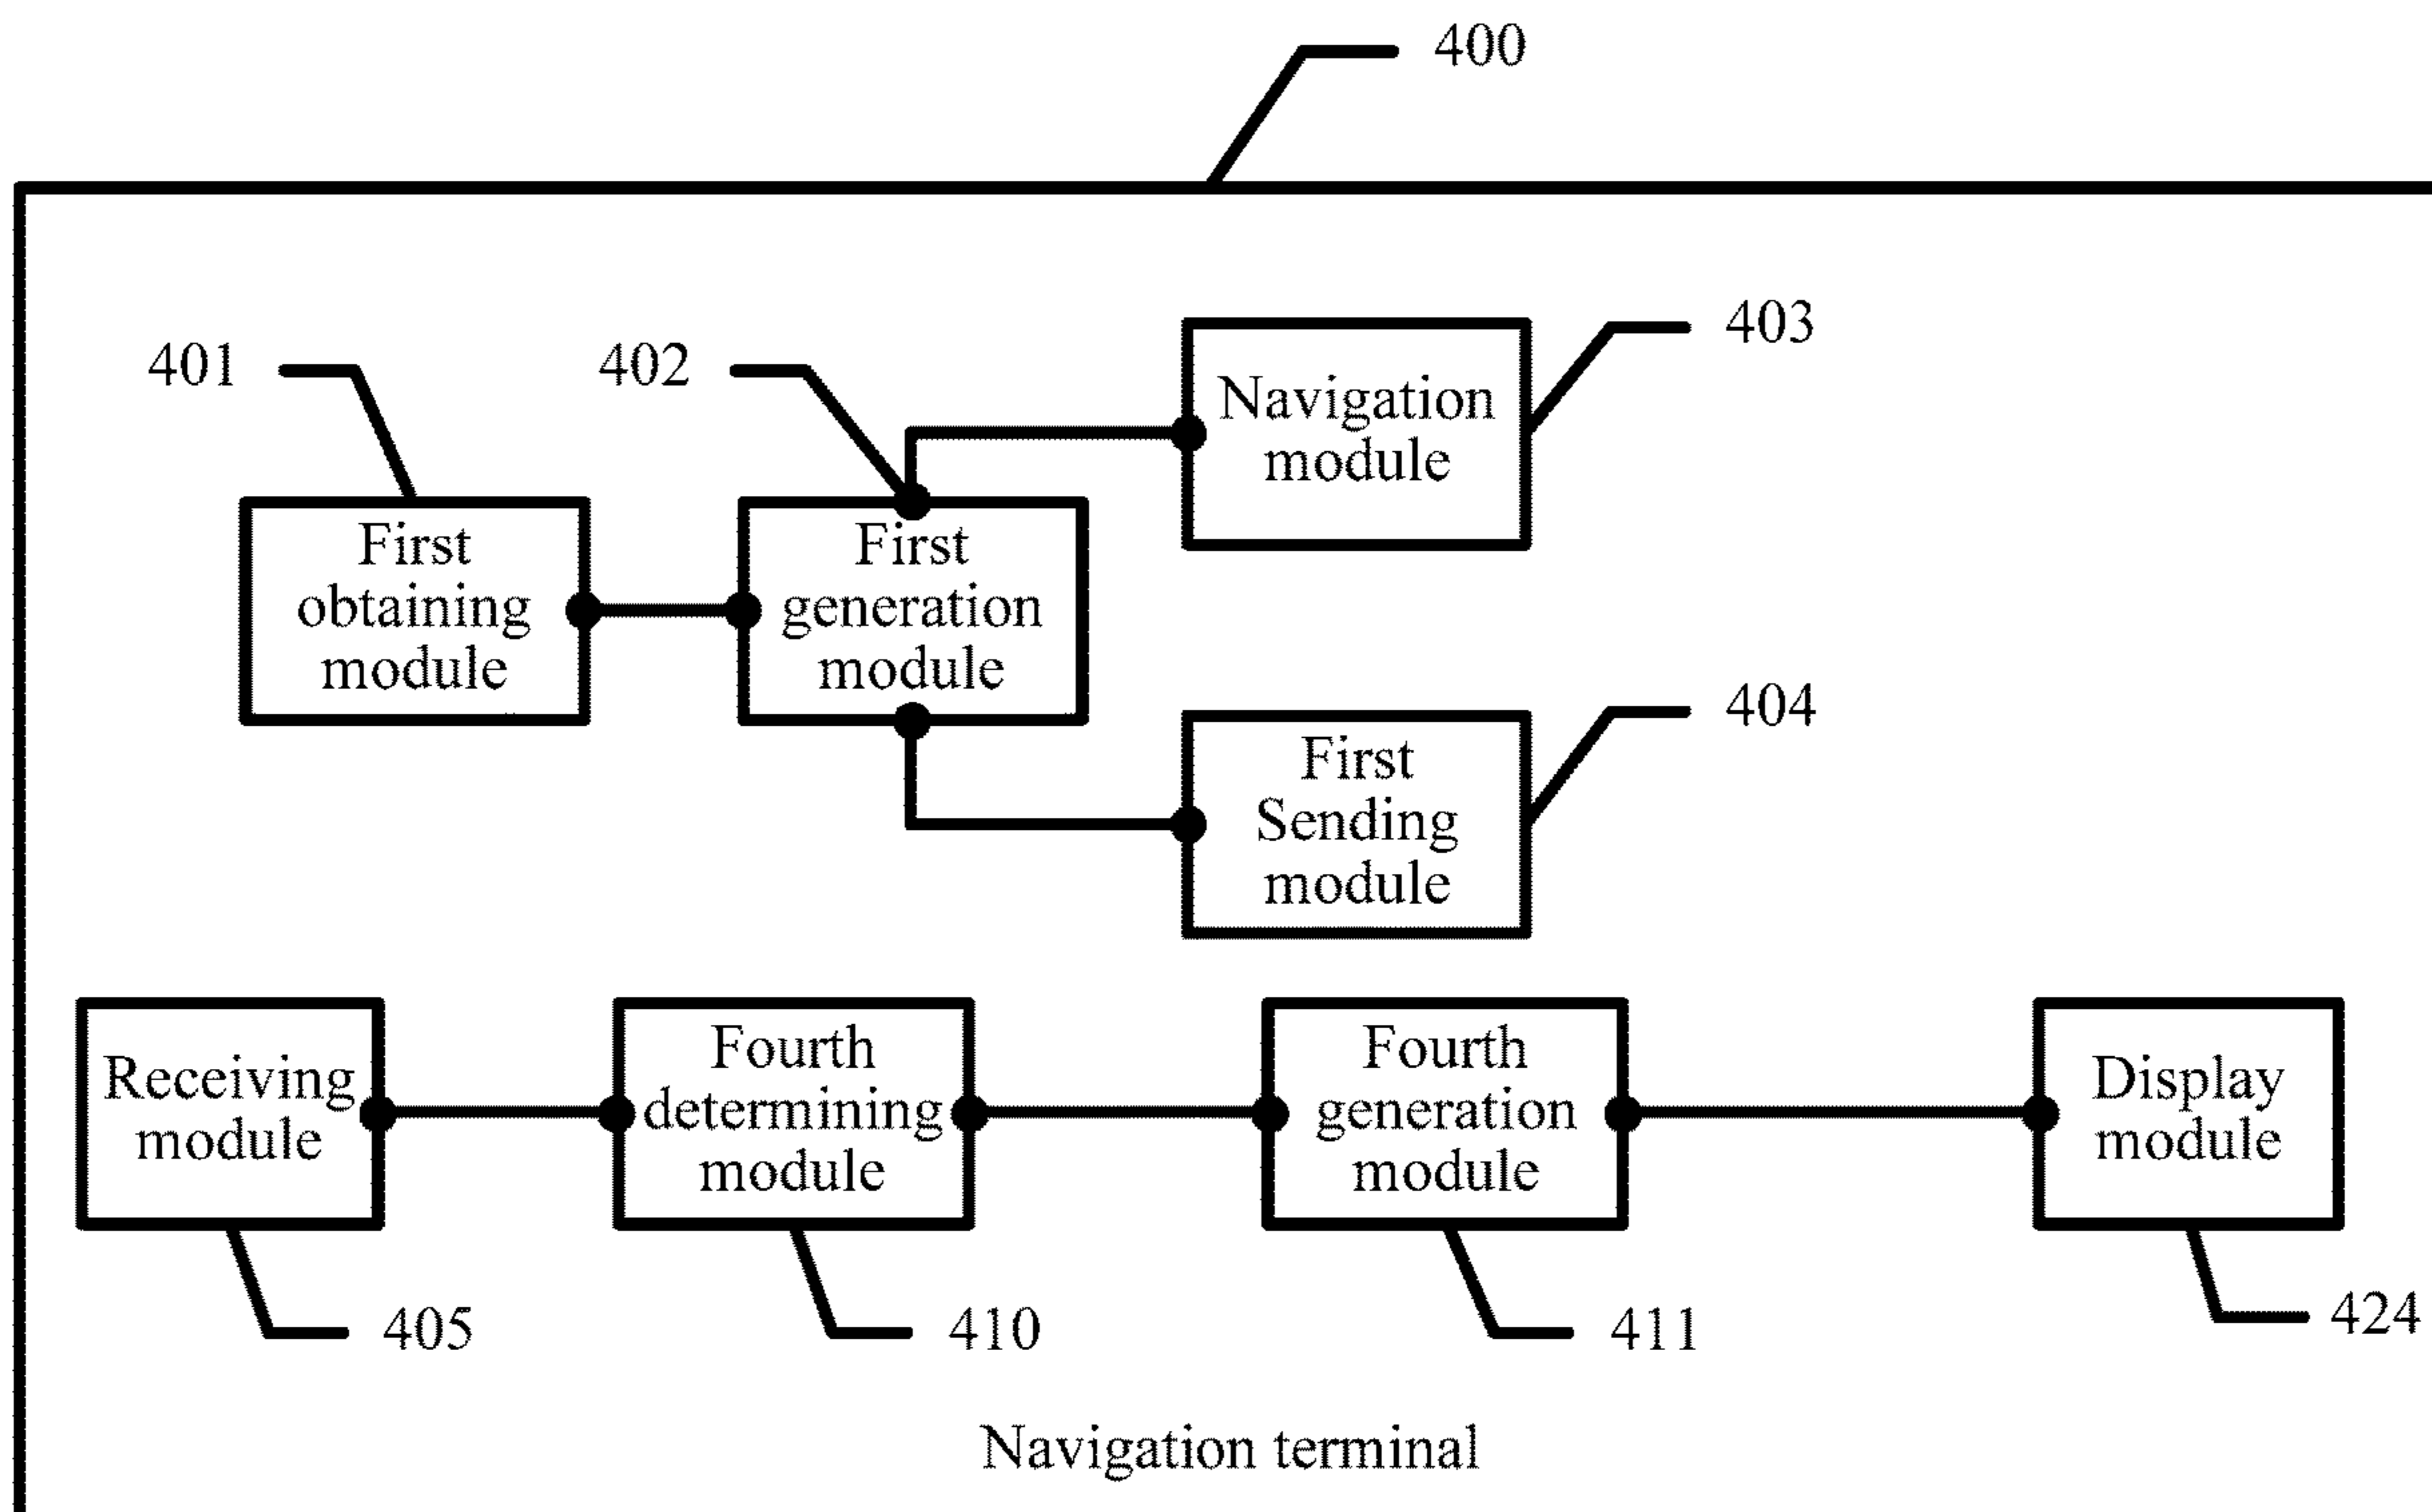 400
401
402
403
Navigation
module
First
obtaining
module
First
generation
module
404
First
Sending
module
Receiving
module
Fourth
determining
module
Fourth
generation
module
Display
module
405
410
411
424
Navigation terminal